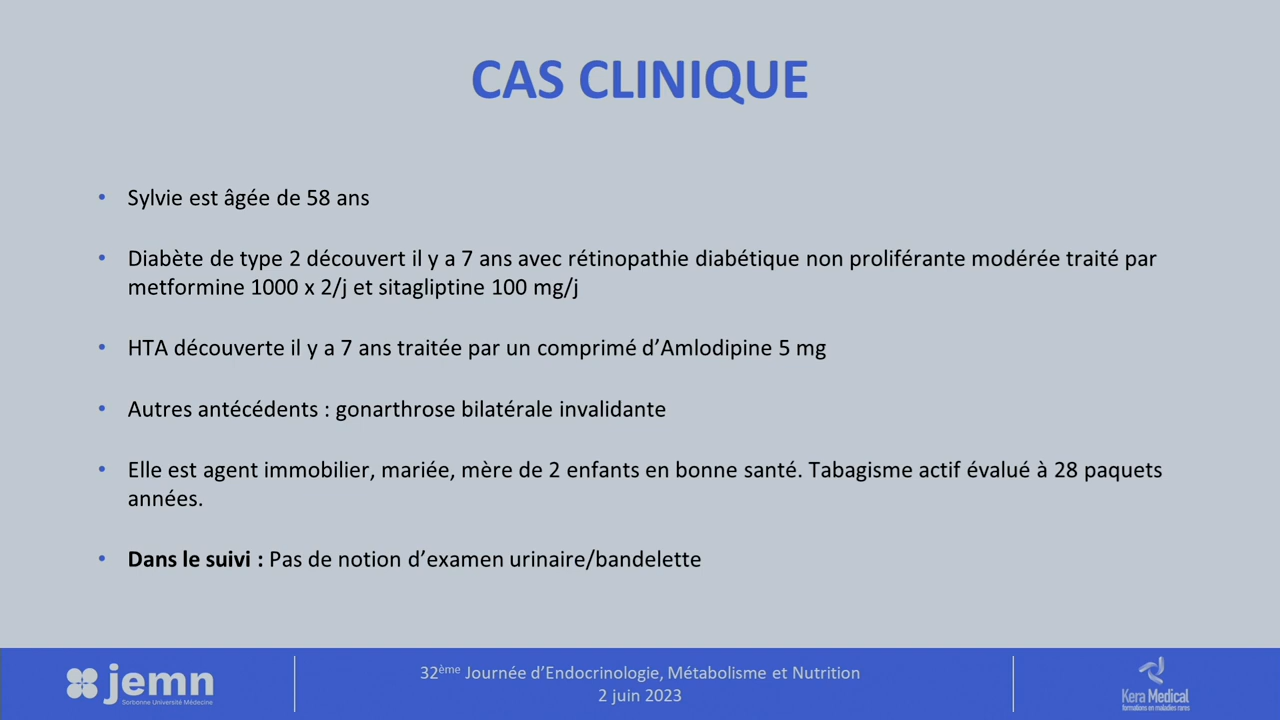 CAS CLINIQUE
• Sylvie est âgée de 58 ans
• Diabète de type 2 découvert il y a 7 ans avec rétinopathie diabétique non proliférante modérée traité par
metformine 1000 x 2/j et sitagliptine 100 mg/j
• HTA découverte il y a 7 ans traitée par un comprimé d’Amlodipine 5 mg
• Autres antécédents : gonarthrose bilatérale invalidante
• Elle est agent immobilier, mariée, mère de 2 enfants en bonne santé. Tabagisme actif évalué à 28 paquets
années.
• Dans le suivi : Pas de notion d’examen urinaire/bandelette
jemn
Sorbonne Université Médecine
32ème Journée d’Endocrinologie, Métabolisme et Nutrition
2 juin 2023
Kera Medical
formations en maladies rares